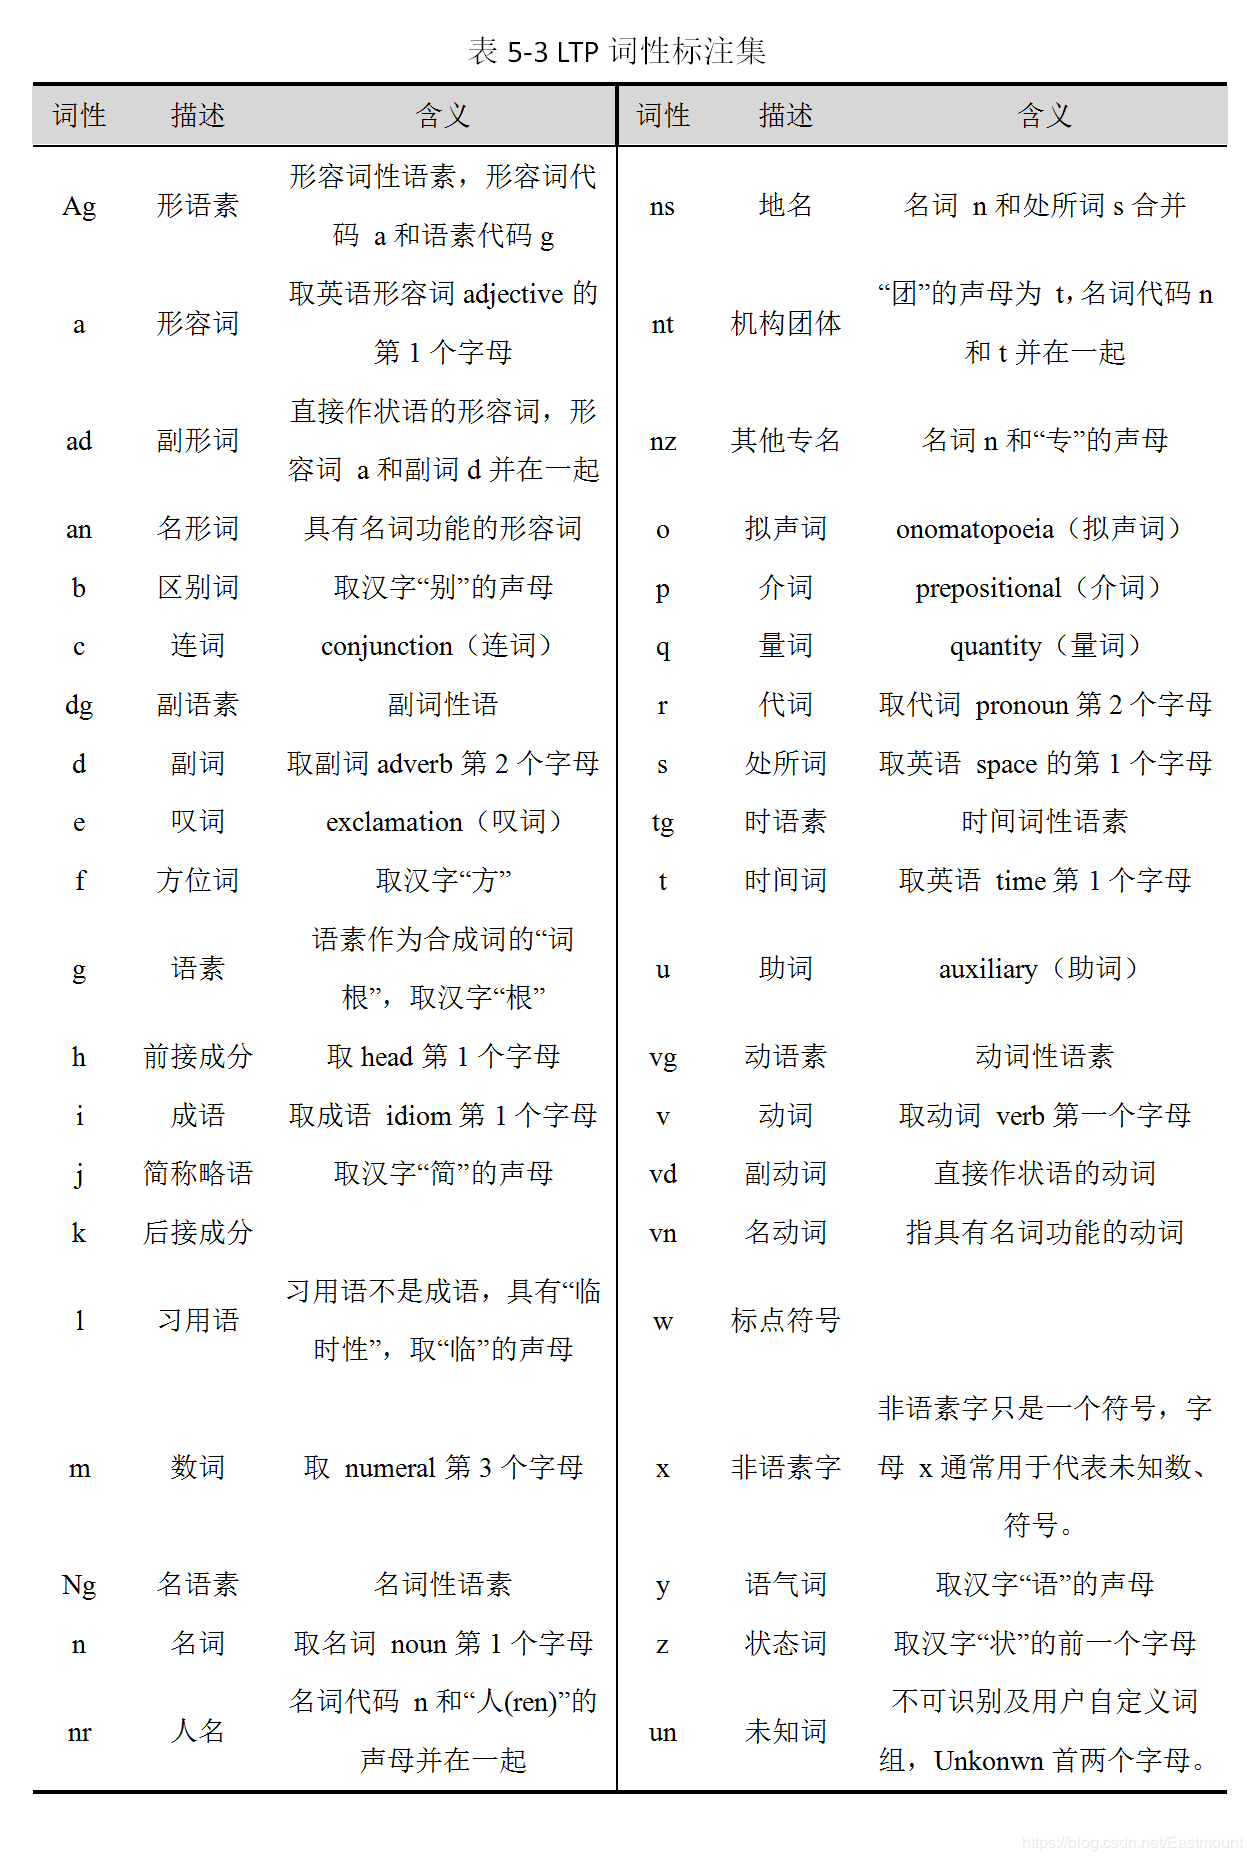 表 5-3 LTP 词性标注集
词性 描述 含义 词性 描述 含义
Ag 形语素 形容词性语素，形容词代
码 a 和语素代码 g
ns 地名 名词 n 和处所词 s 合并
a 形容词 取英语形容词 adjective 的
第 1 个字母
nt 机构团体 “团”的声母为 t，名词代码 n
和 t 并在一起
ad 副形词 直接作状语的形容词，形
容词 a 和副词 d 并在一起
nz 其他专名 名词 n 和“专”的声母
an 名形词 具有名词功能的形容词 o 拟声词 onomatopoeia（拟声词）
b 区别词 取汉字“别”的声母 p 介词 prepositional（介词）
c 连词 conjunction（连词） q 量词 quantity（量词）
dg 副语素 副词性语 r 代词 取代词 pronoun 第 2 个字母
d 副词 取副词 adverb 第 2 个字母 s 处所词 取英语 space 的第 1 个字母
e 叹词 exclamation（叹词） tg 时语素 时间词性语素
f 方位词 取汉字“方” t 时间词 取英语 time 第 1 个字母
g 语素 语素作为合成词的“词
根”，取汉字“根”
u 助词 auxiliary（助词）
h 前接成分 取 head 第 1 个字母 vg 动语素 动词性语素
i 成语 取成语 idiom 第 1 个字母 v 动词 取动词 verb 第一个字母
j 简称略语 取汉字“简”的声母 vd 副动词 直接作状语的动词
k 后接成分 vn 名动词 指具有名词功能的动词
l 习用语 习用语不是成语，具有“临
时性”，取“临”的声母
w 标点符号
m 数词 取 numeral 第 3 个字母 x 非语素字 非语素字只是一个符号，字
母 x 通常用于代表未知数、
符号。
Ng 名语素 名词性语素 y 语气词 取汉字“语”的声母
n 名词 取名词 noun 第 1 个字母 z 状态词 取汉字“状”的前一个字母
nr 人名 名词代码 n 和“人(ren)”的
声母并在一起
un 未知词 不可识别及用户自定义词
组，Unkonwn 首两个字母。
https://blog.csdn.net/Eastmount